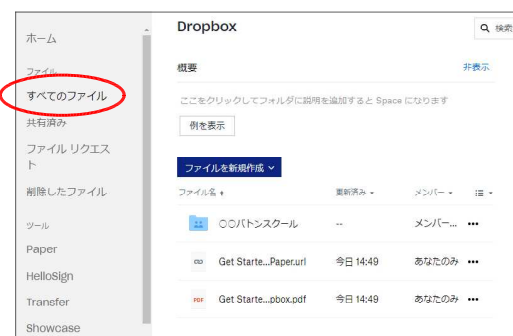 ホーム
ファイル
すべてのファイル
共有済み
ファイル リクエス
ト
削除したファイル
ツール
Paper
HelloSign
Transfer
Showcase
Dropbox
検索
概要
非表示
ここをクリックしてフォルダに説明を追加すると Space になります
例を表示
ファイルを新規作成
ファイル名 更新済み メンバー
〇〇バトンスクール -- メンバー... •••
Get Starte...Paper.url 今日 14:49 あなたのみ •••
PDF Get Starte...pbox.pdf 今日 14:49 あなたのみ •••